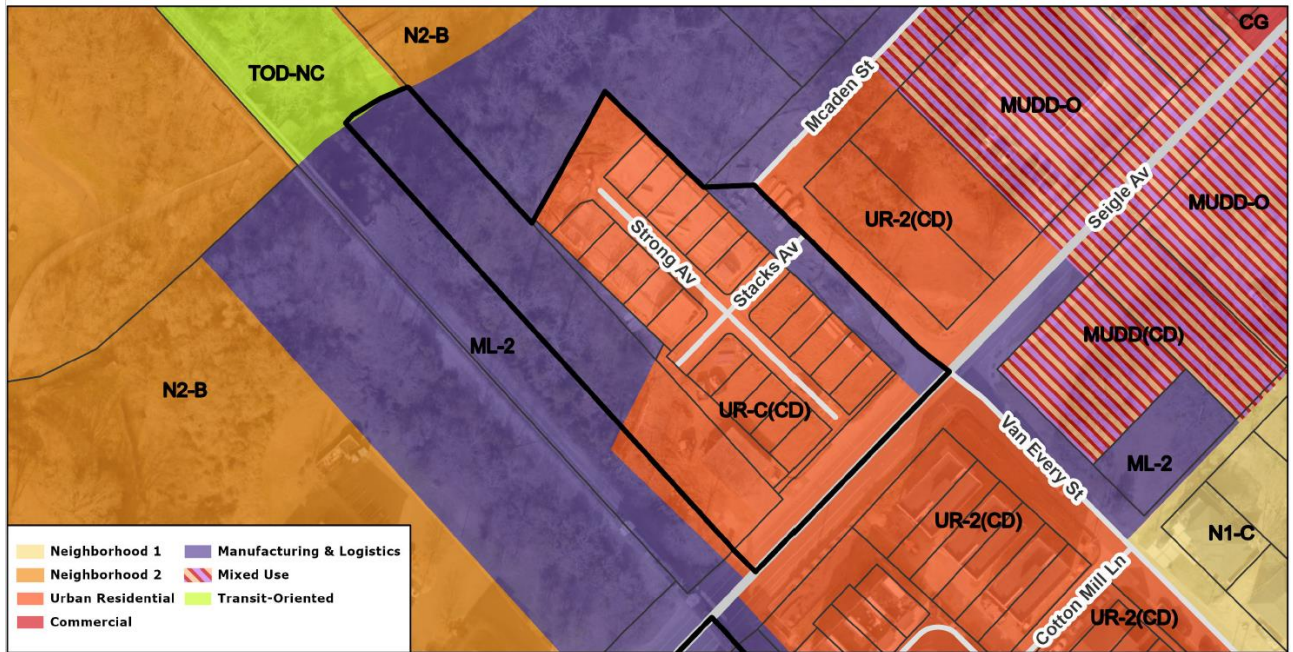 CG
N2-B
TOD-NC
Mcaden St
MUDD-O
Seigle Av
MUDD-O
UR-2(CD)
Strong Av
Stacks Av
MUDD(CD)
ML-2
N2-B
UR-C(CD)
Van Every St
ML-2
UR-2(CD)
N1-C
Cotton Mill Ln
UR-2(CD)
Neighborhood 1
Neighborhood 2
Urban Residential
Commercial
Manufacturing & Logistics
Mixed Use
Transit-Oriented